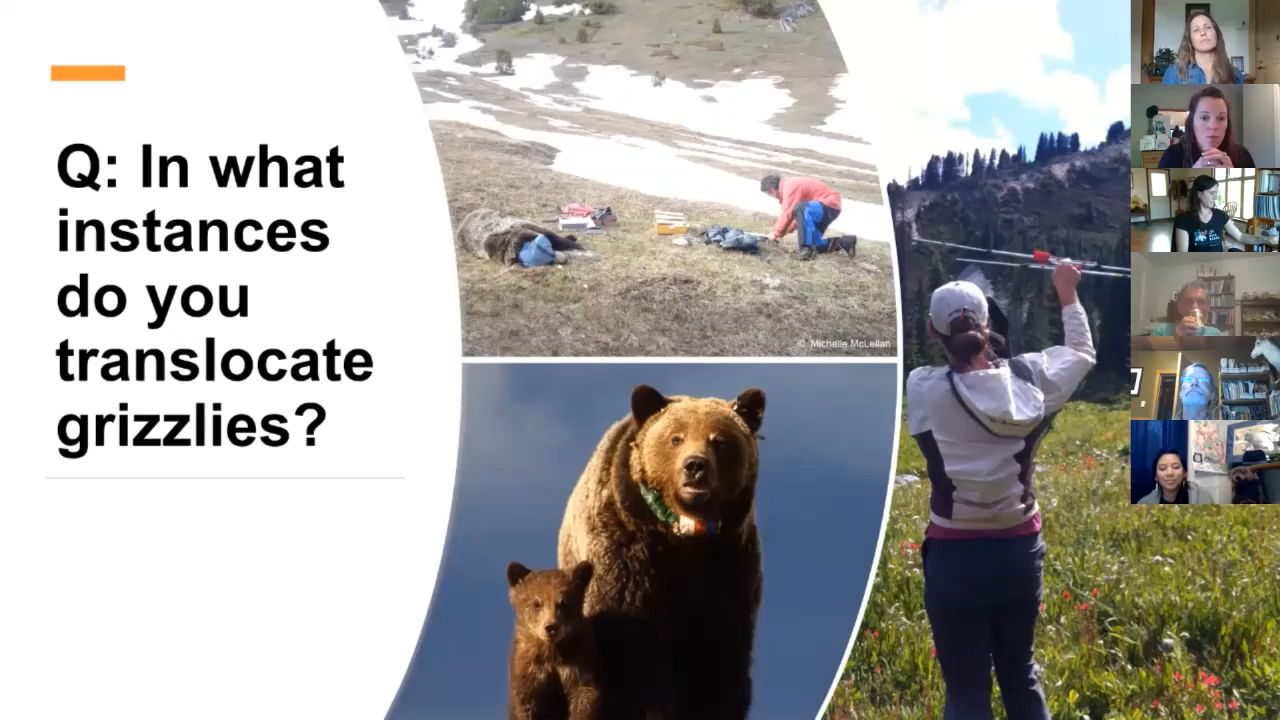 Q: In what
instances
do you
translocate
grizzlies?
© Michelle McLellan